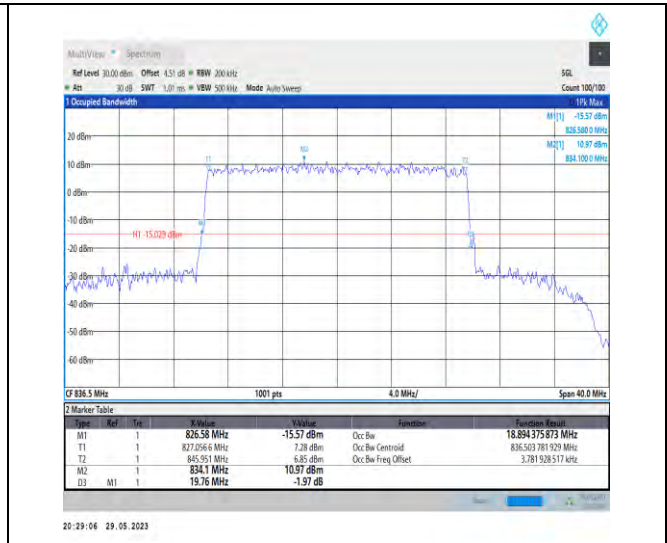 MultiView Spectrum
Ref Level 30.00 dBm Offset 4.51 dB RBW 200 kHz SGL
Att 30 dB SWT 1.01 ms VBW 500 kHz Mode Auto Sweep Count 100/100
1 Occupied Bandwidth 1Pk Max
M1[1] -15.57 dBm
826.580 0 MHz
M2[1] 10.97 dBm
834.100 0 MHz
20 dBm
10 dBm
0 dBm
-10 dBm
H1 -15.029 dBm
-20 dBm
-30 dBm
-40 dBm
-50 dBm
-60 dBm
T1
M2
T2
M1
D3
CF 836.5 MHz 1001 pts 4.0 MHz/ Span 40.0 MHz
2 Marker Table
Type Ref Trc X-Value Y-Value Function Function Result
M1 1 826.58 MHz -15.57 dBm Occ Bw 18.894 375 873 MHz
T1 1 827.056 6 MHz 7.28 dBm Occ Bw Centroid 836.503 781 929 MHz
T2 1 845.951 MHz 6.85 dBm Occ Bw Freq Offset 3.781 928 517 kHz
M2 1 834.1 MHz 10.97 dBm
D3 M1 1 19.76 MHz -1.97 dB
20:29:06 29.05.2023